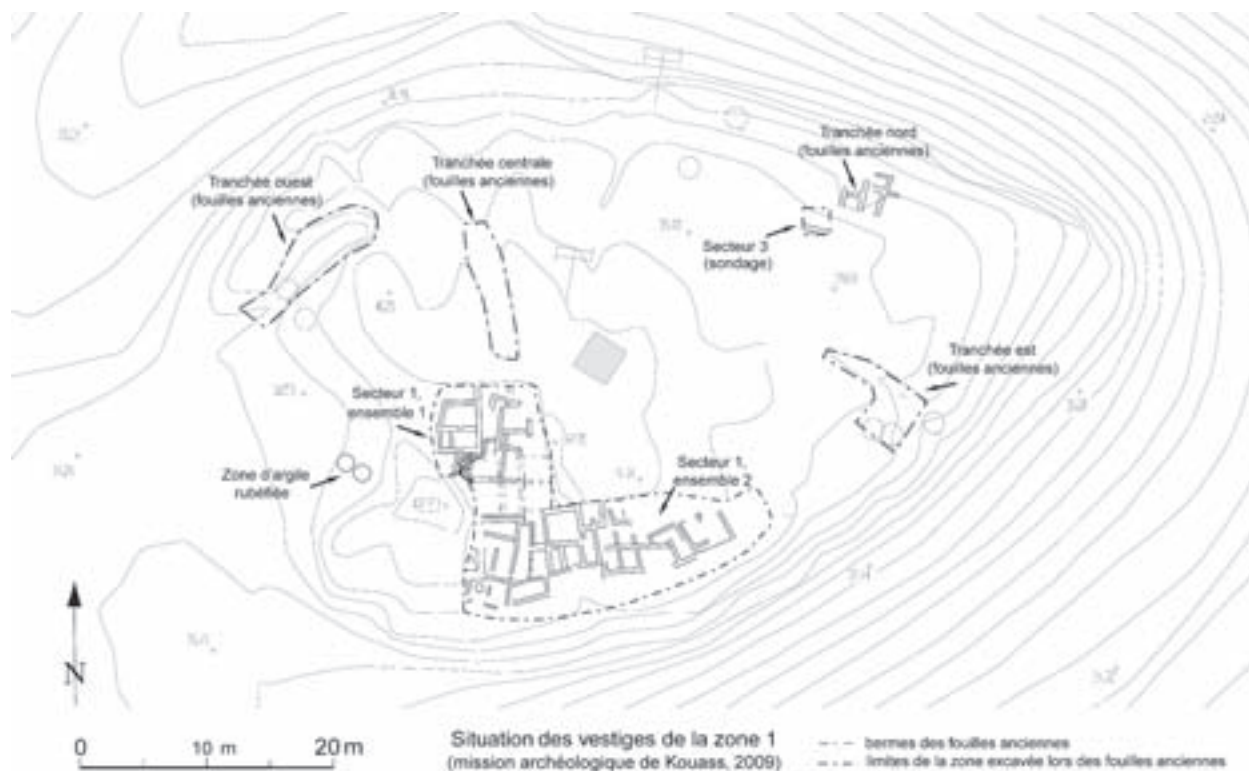 Tranchée nord
(fouilles anciennes)
Tranchée centrale
(fouilles anciennes)
Tranchée ouest
(fouilles anciennes)
Secteur 3
(sondage)
Tranchée est
(fouilles anciennes)
Secteur 1,
ensemble 1
Zone d'argile
rubéfiée
Secteur 1,
ensemble 2
N
0 10 m 20 m
Situation des vestiges de la zone 1
(mission archéologique de Kouass, 2009)
bermes des fouilles anciennes
limites de la zone excavée lors des fouilles anciennes